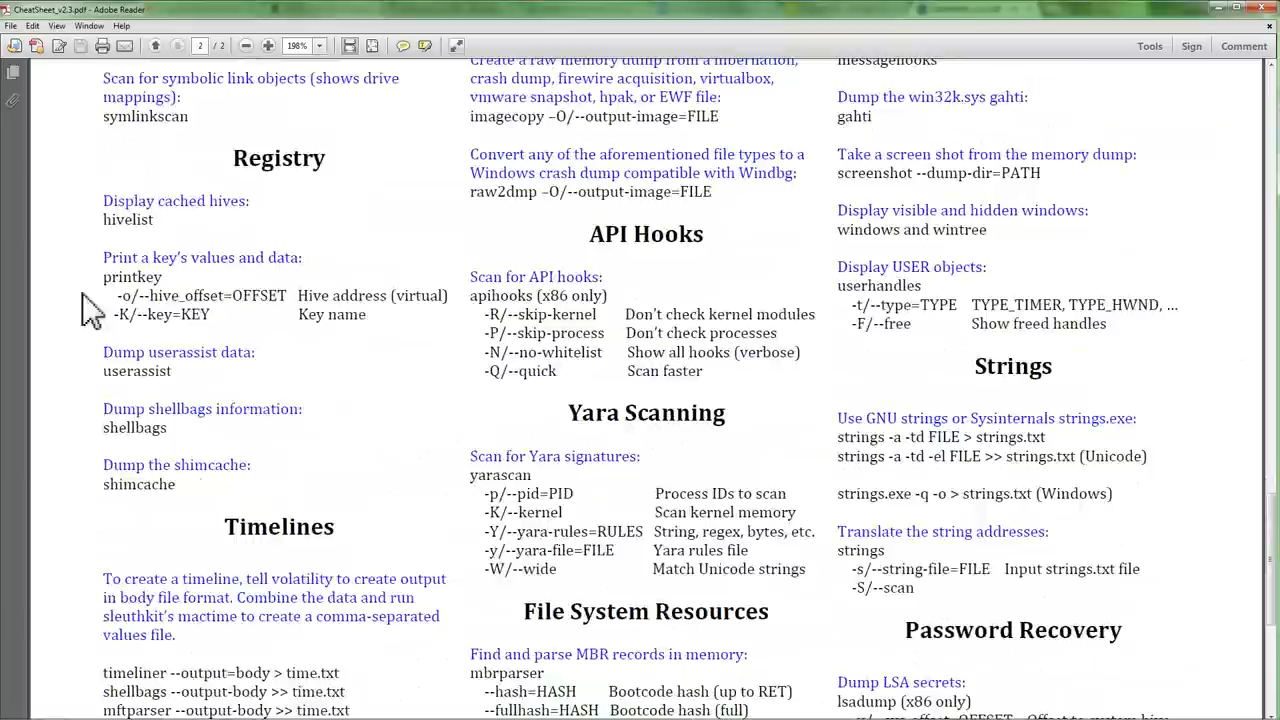 CheatSheet_v2.3.pdf - Adobe Reader
File Edit View Window Help
2 / 2 198% Tools Sign Comment
Scan for symbolic link objects (shows drive
mappings):
symlinkscan
Registry
Display cached hives:
hivelist
Print a key's values and data:
printkey
-o/--hive_offset=OFFSET Hive address (virtual)
-K/--key=KEY Key name
Dump userassist data:
userassist
Dump shellbags information:
shellbags
Dump the shimcache:
shimcache
Timelines
To create a timeline, tell volatility to create output
in body file format. Combine the data and run
sleuthkit's mactime to create a comma-separated
values file.
timeliner --output=body > time.txt
shellbags --output-body >> time.txt
mftparser --output-body >> time.txt
Create a raw memory dump from a hibernation,
crash dump, firewire acquisition, virtualbox,
vmware snapshot, hpak, or EWF file:
imagecopy –O/--output-image=FILE
Convert any of the aforementioned file types to a
Windows crash dump compatible with Windbg:
raw2dmp –O/--output-image=FILE
API Hooks
Scan for API hooks:
apihooks (x86 only)
-R/--skip-kernel Don't check kernel modules
-P/--skip-process Don't check processes
-N/--no-whitelist Show all hooks (verbose)
-Q/--quick Scan faster
Yara Scanning
Scan for Yara signatures:
yarascan
-p/--pid=PID Process IDs to scan
-K/--kernel Scan kernel memory
-Y/--yara-rules=RULES String, regex, bytes, etc.
-y/--yara-file=FILE Yara rules file
-W/--wide Match Unicode strings
File System Resources
Find and parse MBR records in memory:
mbrparser
--hash=HASH Bootcode hash (up to RET)
--fullhash=HASH Bootcode hash (full)
messagehooks
Dump the win32k.sys gahti:
gahti
Take a screen shot from the memory dump:
screenshot --dump-dir=PATH
Display visible and hidden windows:
windows and wintree
Display USER objects:
userhandles
-t/--type=TYPE TYPE_TIMER, TYPE_HWND, ...
-F/--free Show freed handles
Strings
Use GNU strings or Sysinternals strings.exe:
strings -a -td FILE > strings.txt
strings -a -td -el FILE >> strings.txt (Unicode)
strings.exe -q -o > strings.txt (Windows)
Translate the string addresses:
strings
-s/--string-file=FILE Input strings.txt file
-S/--scan
Password Recovery
Dump LSA secrets:
lsadump (x86 only)